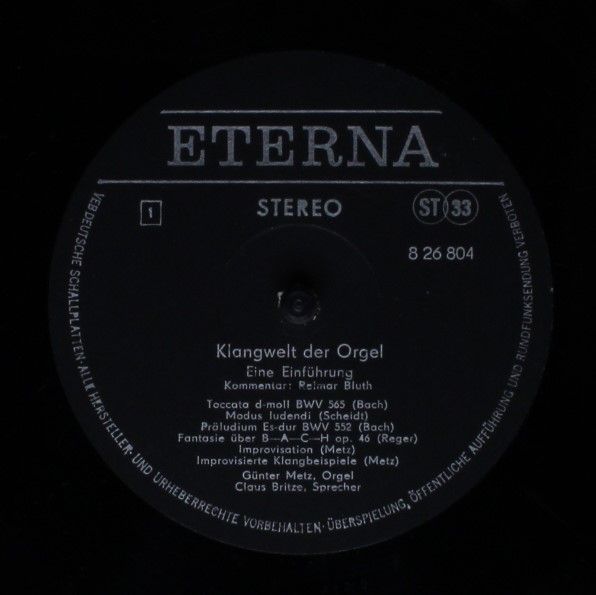 ETERNA
1 STEREO ST 33
8 26 804
Klangwelt der Orgel
Eine Einführung
Kommentar: Reimar Bluth
Toccata d-moll BWV 565 (Bach)
Modus ludendi (Scheidt)
Präludium Es-dur BWV 552 (Bach)
Fantasie über B—A—C—H op. 46 (Reger)
Improvisation (Metz)
Improvisierte Klangbeispiele (Metz)
Günter Metz, Orgel
Claus Britze, Sprecher
VEB DEUTSCHE SCHALLPLATTEN · ALLE HERSTELLER- UND URHEBERRECHTE VORBEHALTEN · ÜBERSPIELUNG, ÖFFENTLICHE AUFFÜHRUNG UND RUNDFUNKSENDUNG VERBOTEN